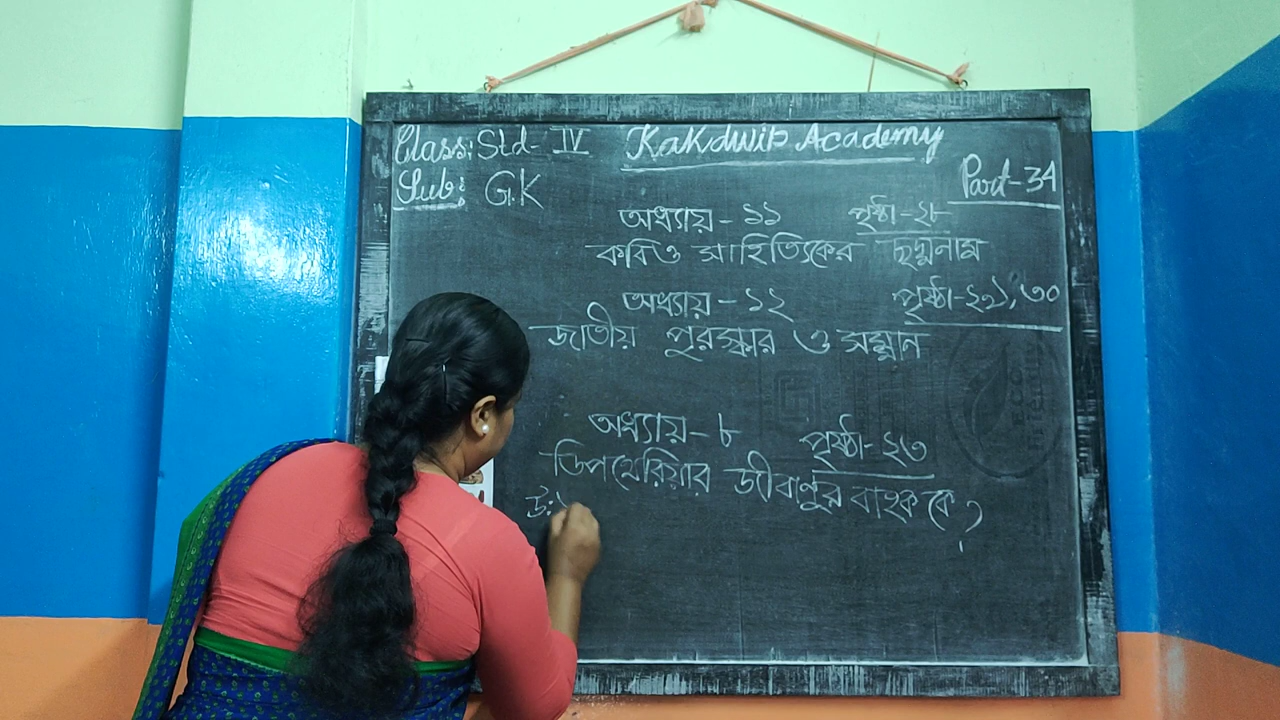 Class: Std- IV Kakdwip Academy
Sub: G.K Part-34
অধ্যায়-১১ পৃষ্ঠা-২৮
কবি ও সাহিত্যিকের ছদ্মনাম
অধ্যায়-১২ পৃষ্ঠা-২৯,৩০
জাতীয় পুরস্কার ও সম্মান
অধ্যায়-৮ পৃষ্ঠা-২৩
ডিপথেরিয়ার জীবাণুর বাহক কে?
উঃ